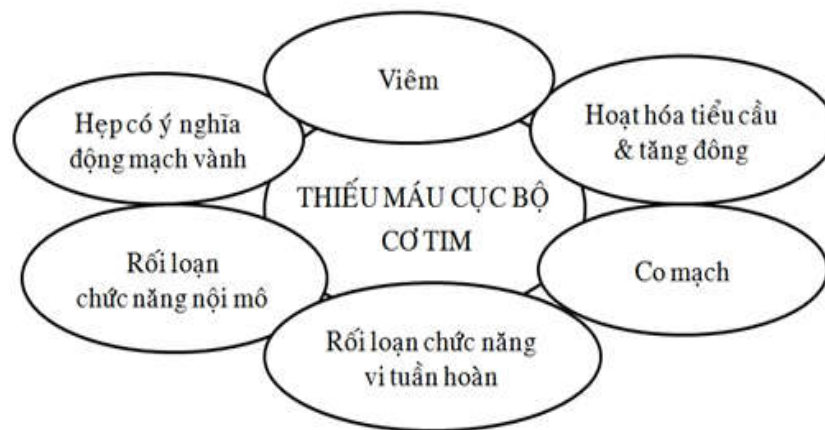 Viêm
Hẹp có ý nghĩa
động mạch vành
Hoạt hóa tiểu cầu
& tăng đông
THIẾU MÁU CỤC BỘ
CƠ TIM
Rối loạn
chức năng nội mô
Co mạch
Rối loạn chức năng
vi tuần hoàn